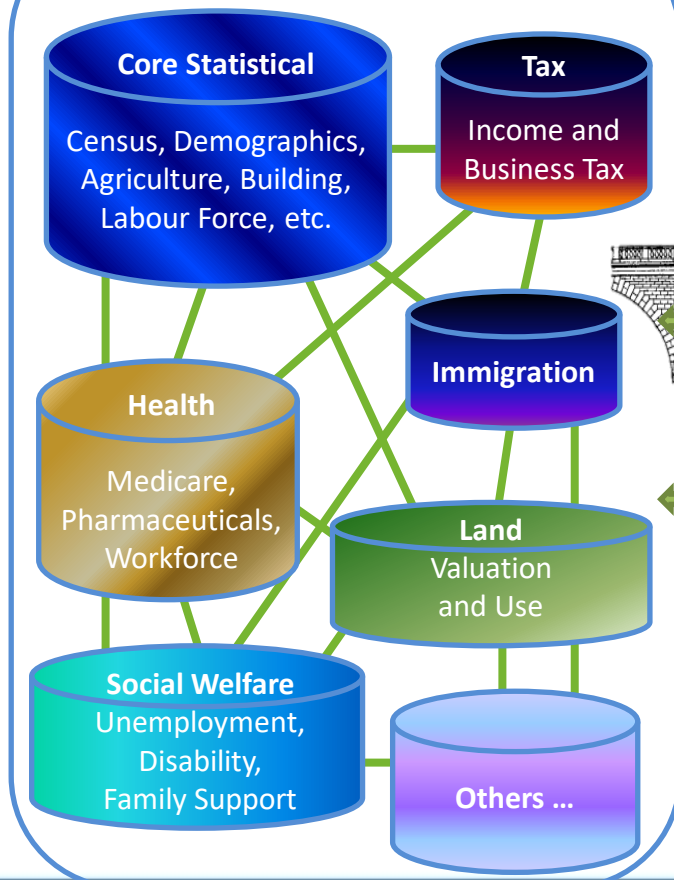 Core Statistical
Census, Demographics,
Agriculture, Building,
Labour Force, etc.
Tax
Income and
Business Tax
Immigration
Health
Medicare,
Pharmaceuticals,
Workforce
Land
Valuation
and Use
Social Welfare
Unemployment,
Disability,
Family Support
Others ...